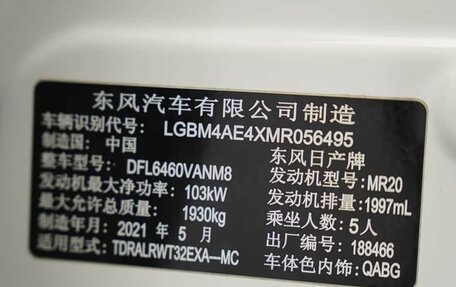 东风汽车有限公司制造
车辆识别代号： LGBM4AE4XMR056495
制造国： 中国 东风日产牌
整车型号： DFL6460VANM8 发动机型号：MR20
发动机最大净功率： 103kW 发动机排量：1997mL
最大允许总质量： 1930kg 乘坐人数：5人
制造年月：2021 年 5 月 出厂编号：188466
适用型式：TDRALRWT32EXA—MC 车体色内饰：QABG